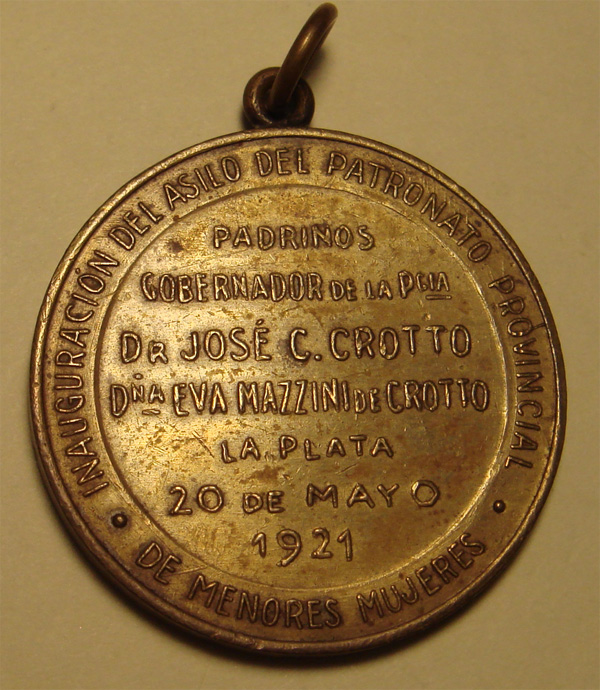 INAUGURACIÓN DEL ASILO DEL PATRONATO PROVINCIAL
DE MENORES MUJERES
PADRINOS
GOBERNADOR DE LA PCIA
DR JOSÉ C. CROTTO
DÑA EVA MAZZINI DE CROTTO
LA PLATA
20 DE MAYO
1921